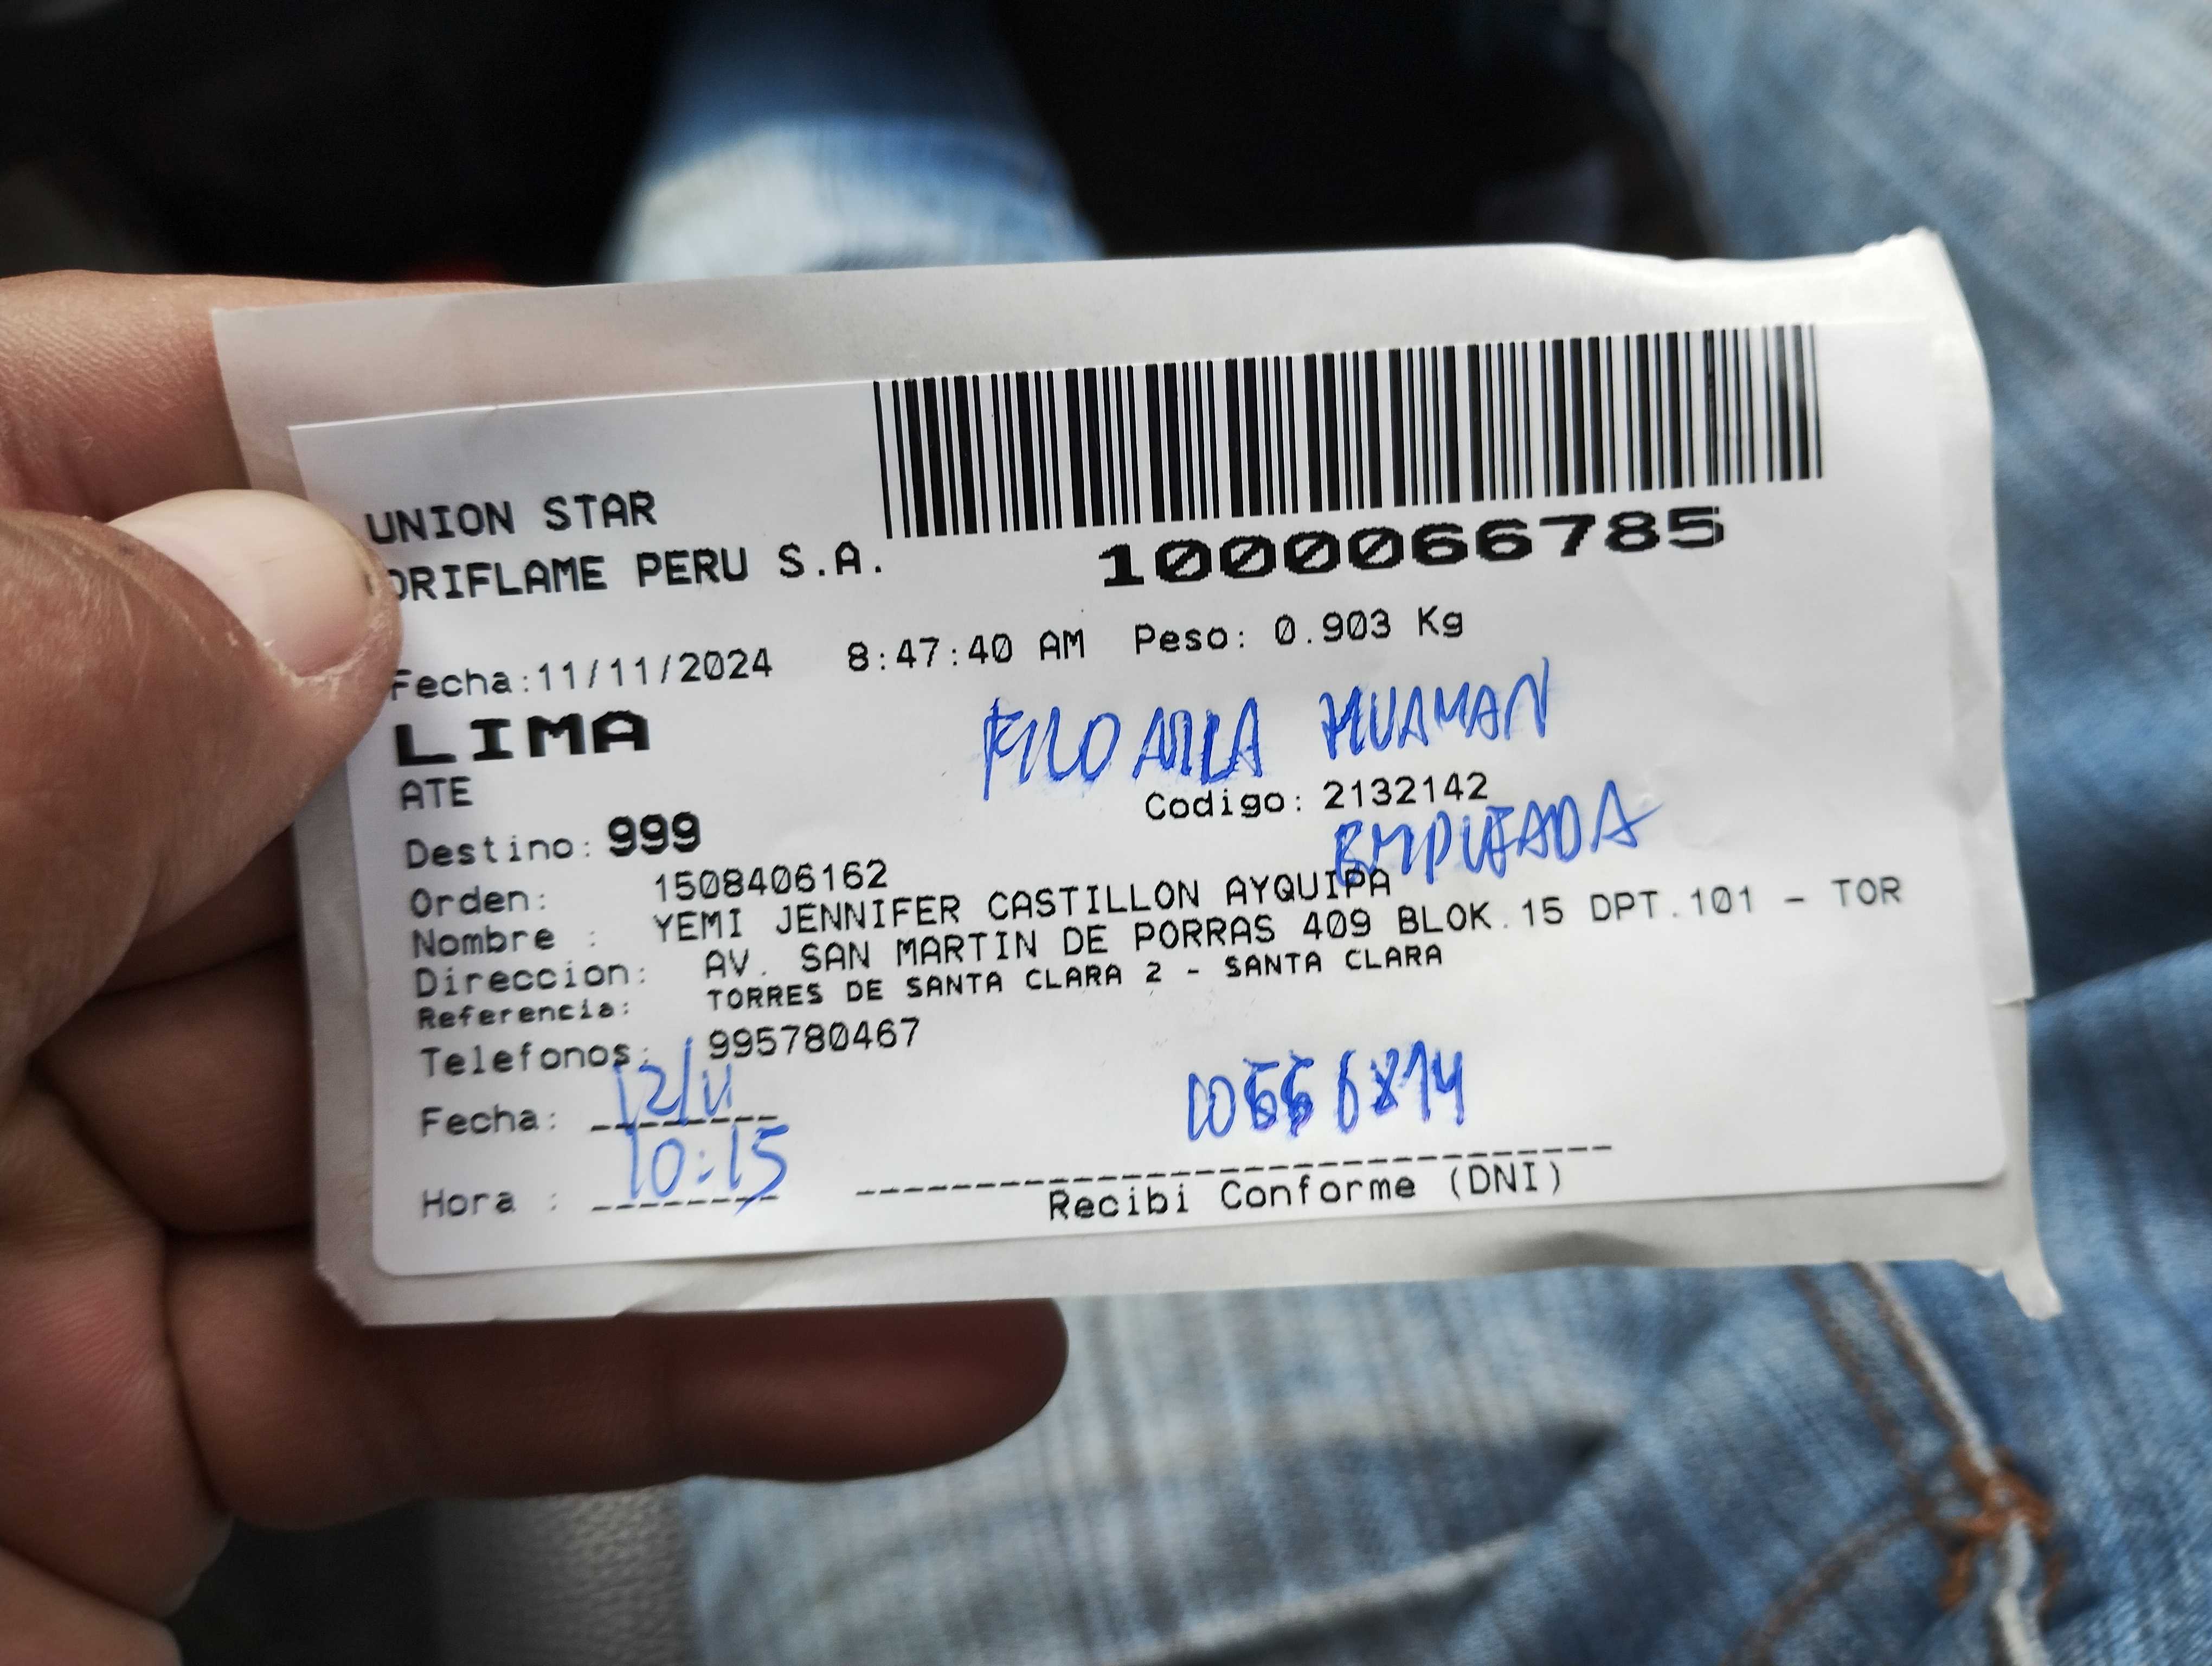 UNION STAR
ORIFLAME PERU S.A.
1000066785
Fecha:11/11/2024 8:47:40 AM Peso: 0.903 Kg
LIMA
HUAMAN
ATE
Codigo: 2132142
Destino: 999
EMPLEADA
Orden: 1508406162
Nombre : YEMI JENNIFER CASTILLON AYQUIPA
Direccion: AV. SAN MARTIN DE PORRAS 409 BLOK.15 DPT.101 - TOR
Referencia: TORRES DE SANTA CLARA 2 - SANTA CLARA
Telefonos: 995780467
Fecha: 12/11
Hora : 10:15
Recibi Conforme (DNI)